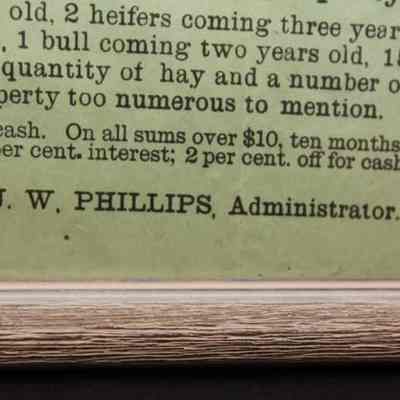 old, 2 heifers coming three year
, 1 bull coming two years old, 1
quantity of hay and a number o
perty too numerous to mention.
cash. On all sums over $10, ten months
per cent. interest; 2 per cent. off for cash
J. W. PHILLIPS, Administrator.